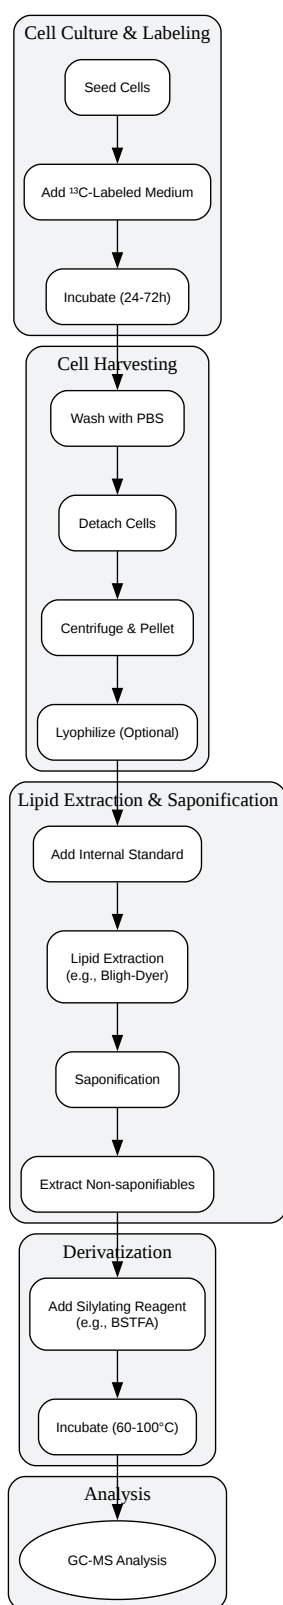 Cell Culture & Labeling
Seed Cells
Add ¹³C-Labeled Medium
Incubate (24-72h)
Cell Harvesting
Wash with PBS
Detach Cells
Centrifuge & Pellet
Lyophilize (Optional)
Lipid Extraction & Saponification
Add Internal Standard
Lipid Extraction
(e.g., Bligh-Dyer)
Saponification
Extract Non-saponifiables
Derivatization
Add Silylating Reagent
(e.g., BSTFA)
Incubate (60-100°C)
Analysis
GC-MS Analysis